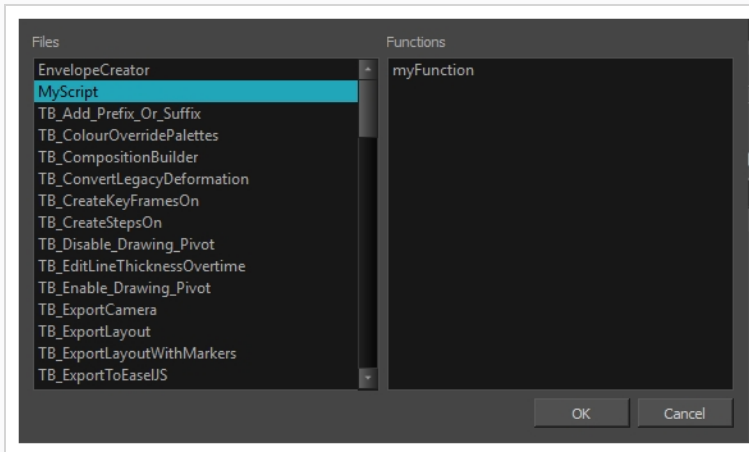 Files
Functions
EnvelopeCreator
myFunction
MyScript
TB_Add_Prefix_Or_Suffix
TB_ColourOverridePalettes
TB_CompositionBuilder
TB_ConvertLegacyDeformation
TB_CreateKeyFramesOn
TB_CreateStepsOn
TB_Disable_Drawing_Pivot
TB_EditLineThicknessOvertime
TB_Enable_Drawing_Pivot
TB_ExportCamera
TB_ExportLayout
TB_ExportLayoutWithMarkers
TB_ExportToEaselJS
OK
Cancel